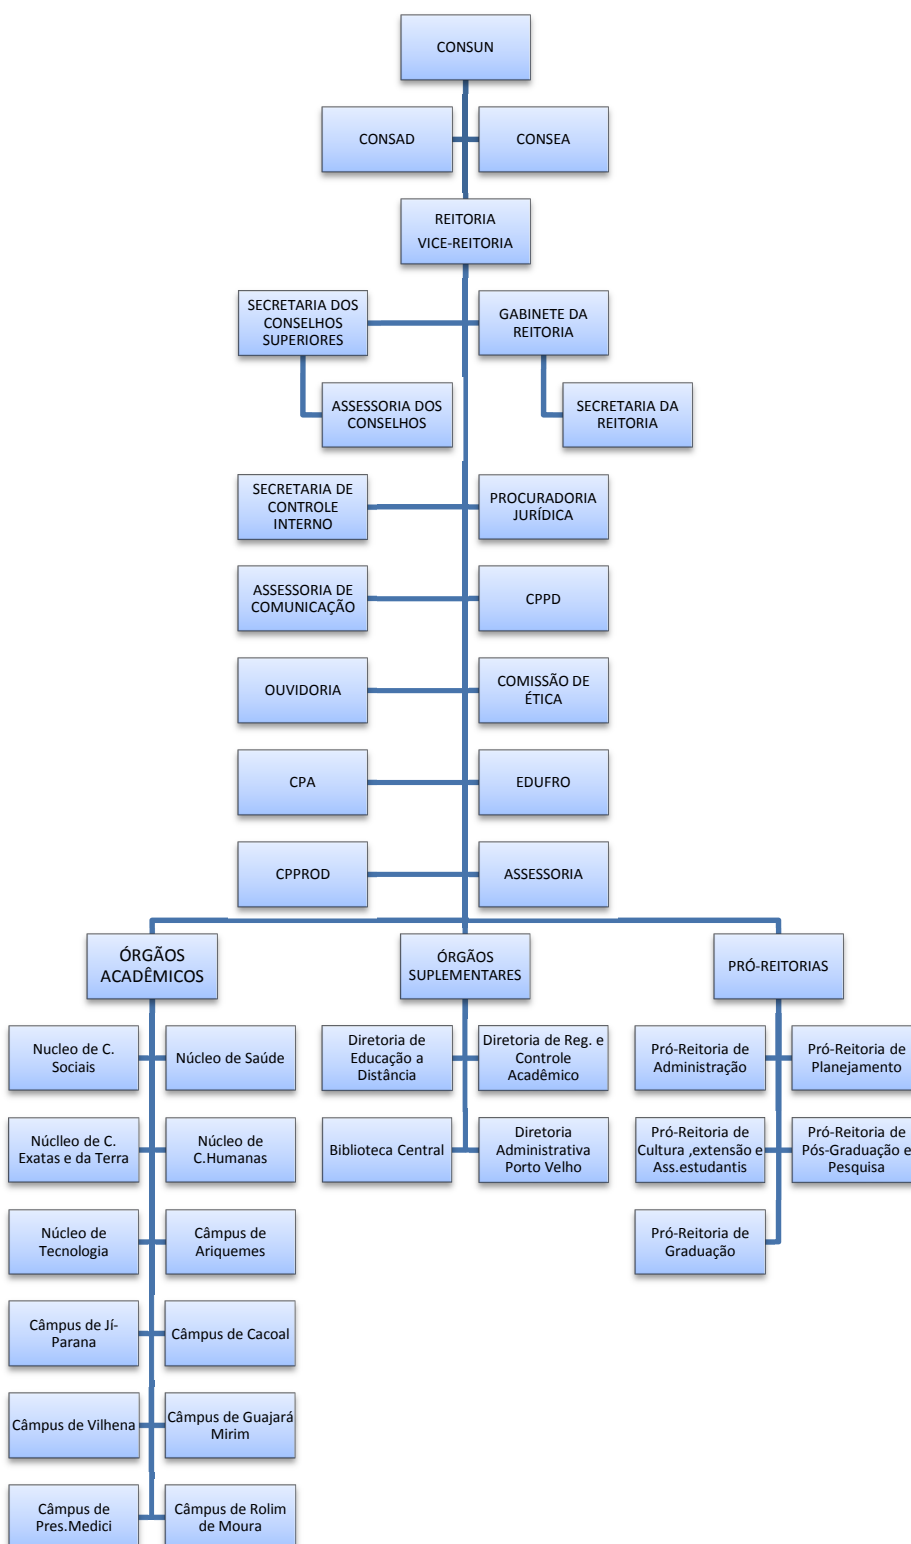 CONSUN
CONSAD
CONSEA
REITORIA
VICE-REITORIA
SECRETARIA DOS
CONSELHOS
SUPERIORES
GABINETE DA
REITORIA
ASSESSORIA DOS
CONSELHOS
SECRETARIA DA
REITORIA
SECRETARIA DE
CONTROLE
INTERNO
PROCURADORIA
JURÍDICA
ASSESSORIA DE
COMUNICAÇÃO
CPPD
OUVIDORIA
COMISSÃO DE
ÉTICA
CPA
EDUFRO
CPPROD
ASSESSORIA
ÓRGÃOS
ACADÊMICOS
ÓRGÃOS
SUPLEMENTARES
PRÓ-REITORIAS
Nucleo de C.
Sociais
Núcleo de Saúde
Núclleo de C.
Exatas e da Terra
Núcleo de
C.Humanas
Núcleo de
Tecnologia
Câmpus de
Ariquemes
Câmpus de Jí-
Parana
Câmpus de Cacoal
Câmpus de Vilhena
Câmpus de Guajará
Mirim
Câmpus de
Pres.Medici
Câmpus de Rolim
de Moura
Diretoria de
Educação a
Distância
Diretoria de Reg. e
Controle
Acadêmico
Biblioteca Central
Diretoria
Administrativa
Porto Velho
Pró-Reitoria de
Administração
Pró-Reitoria de
Planejamento
Pró-Reitoria de
Cultura ,extensão e
Ass.estudantis
Pró-Reitoria de
Pós-Graduação e
Pesquisa
Pró-Reitoria de
Graduação